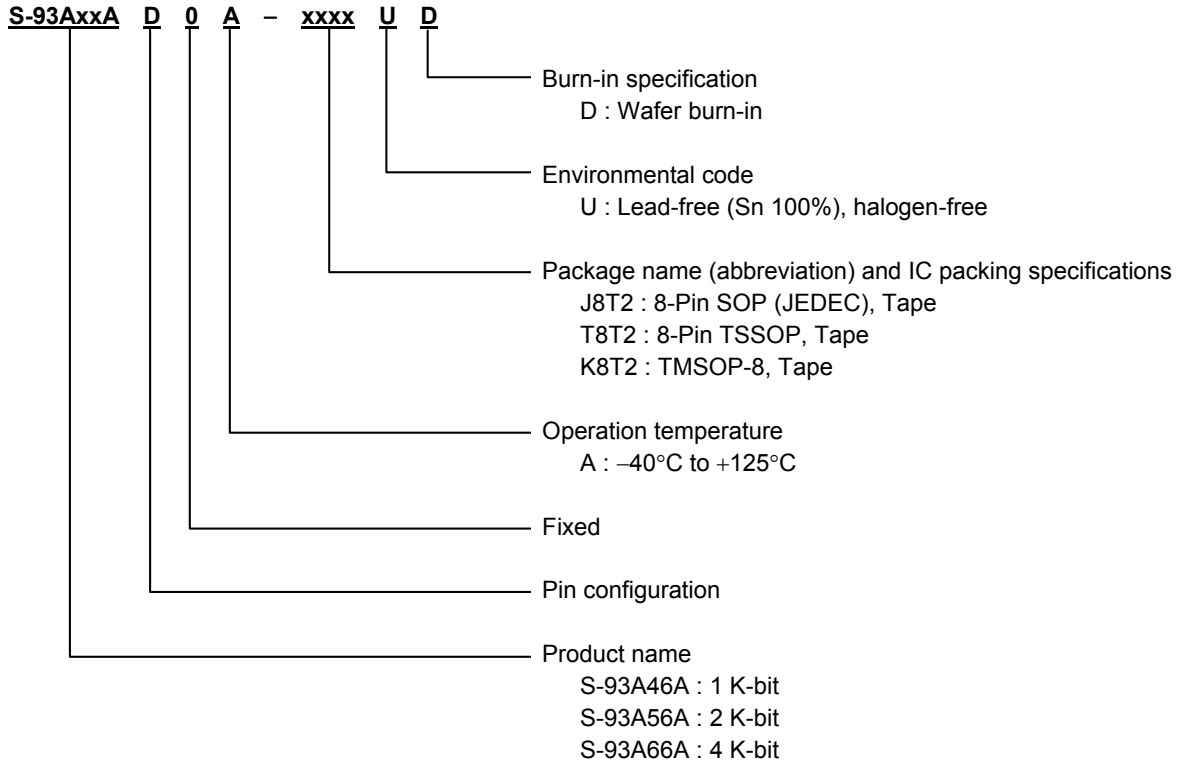 S-93AxxA D 0 A – xxxx U D
Burn-in specification
D : Wafer burn-in
Environmental code
U : Lead-free (Sn 100%), halogen-free
Package name (abbreviation) and IC packing specifications
J8T2 : 8-Pin SOP (JEDEC), Tape
T8T2 : 8-Pin TSSOP, Tape
K8T2 : TMSOP-8, Tape
Operation temperature
A : −40°C to +125°C
Fixed
Pin configuration
Product name
S-93A46A : 1 K-bit
S-93A56A : 2 K-bit
S-93A66A : 4 K-bit